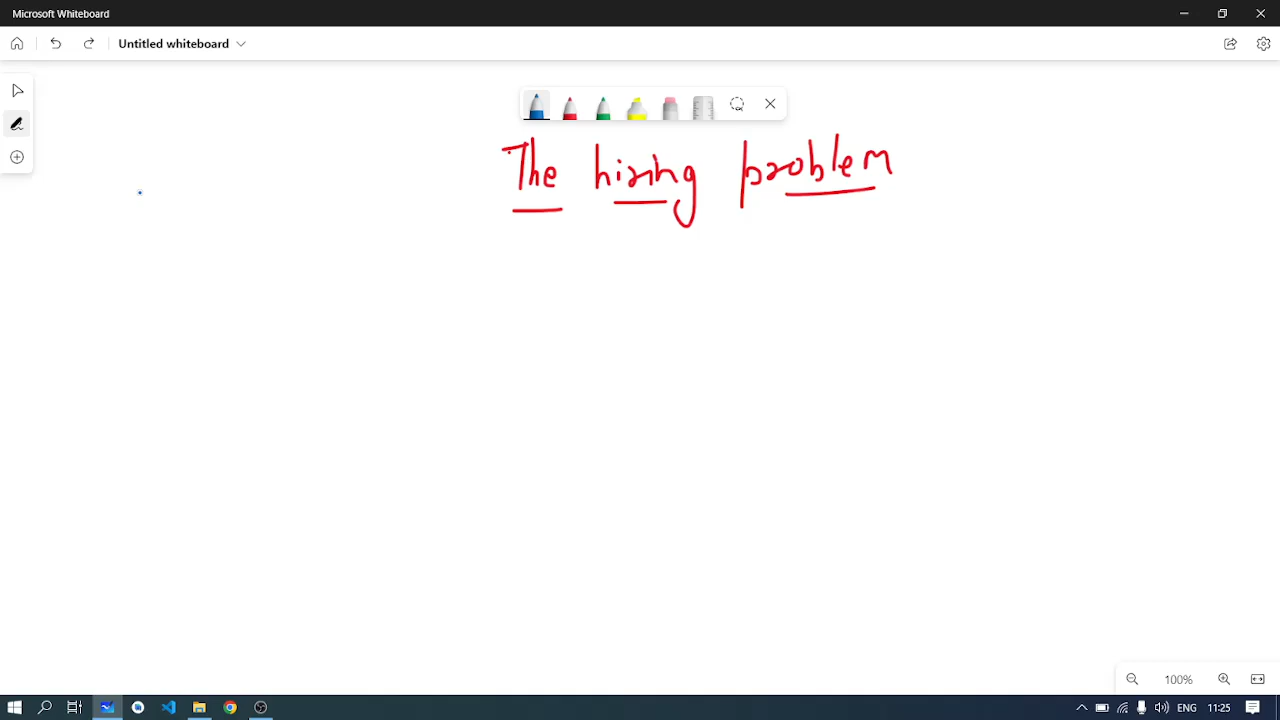 Microsoft Whiteboard
Untitled whiteboard
The hiring problem
100%
ENG 11:25